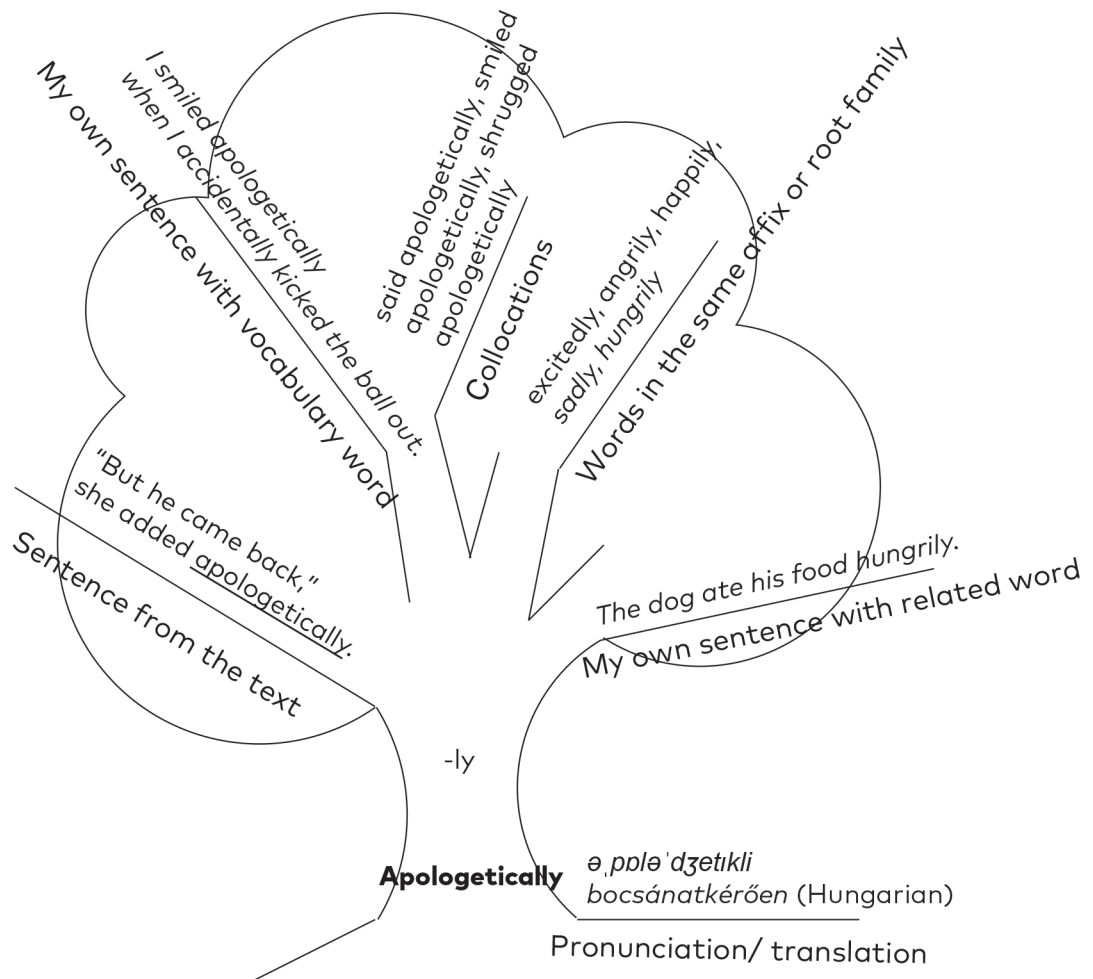 I smiled apologetically
when I accidentally kicked the ball out.
My own sentence with vocabulary word
said apologetically, smiled
apologetically, shrugged
apologetically
Collocations
excitedly, angrily, happily,
sadly, hungrily
Words in the same affix or root family
"But he came back,"
she added apologetically.
Sentence from the text
The dog ate his food hungrily.
My own sentence with related word
-ly
Apologetically
əˌpɒləˈdʒetɪkli
bocsánatkérően (Hungarian)
Pronunciation/ translation